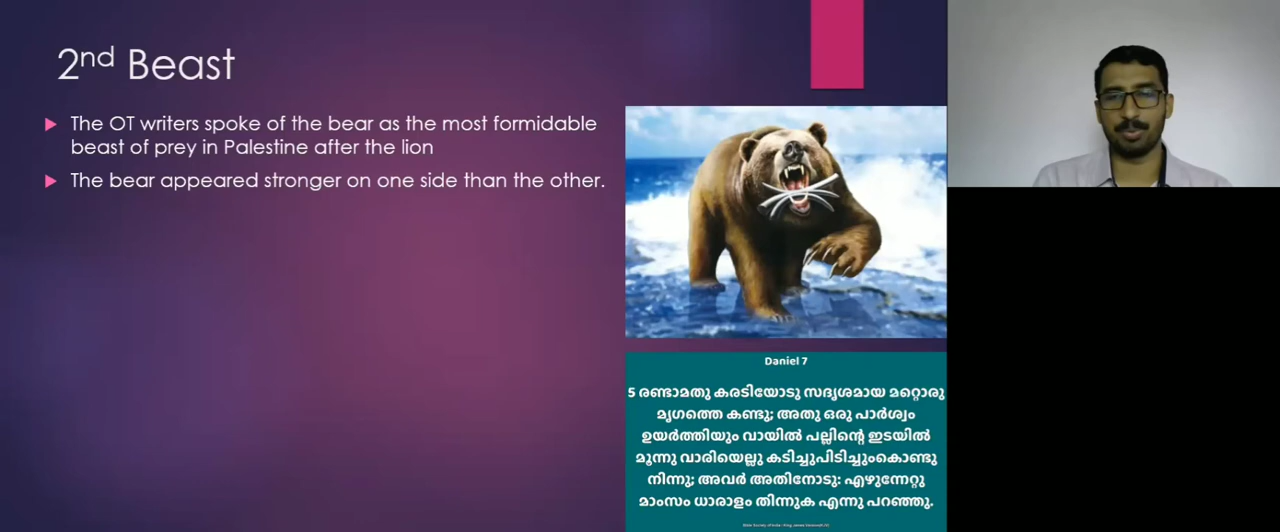 2nd Beast
The OT writers spoke of the bear as the most formidable
beast of prey in Palestine after the lion
The bear appeared stronger on one side than the other.
Daniel 7
5 രണ്ടാമതു കരടിയോടു സദൃശമായ മറ്റൊരു
മൃഗത്തെ കണ്ടു; അതു ഒരു പാർശ്വം
ഉയർത്തിയും വായിൽ പല്ലിന്റെ ഇടയിൽ
മൂന്നു വാരിയെല്ലു കടിച്ചുപിടിച്ചുംകൊണ്ടു
നിന്നു; അവർ അതിനോടു: എഴുന്നേറ്റു
മാംസം ധാരാളം തിന്നുക എന്നു പറഞ്ഞു.